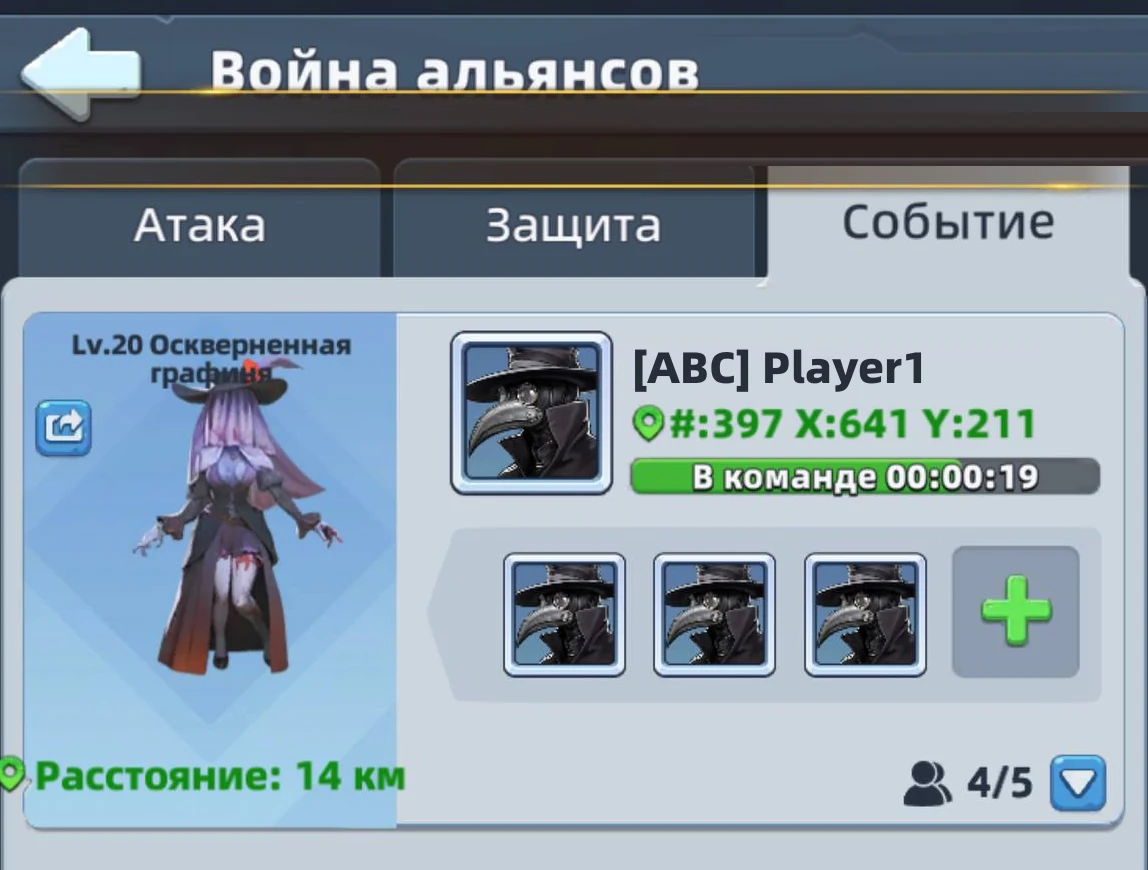 Война альянсов
Атака
Защита
Событие
Lv.20 Оскверненная
графиня
[ABC] Player1
#:397 X:641 Y:211
В команде 00:00:19
Расстояние: 14 км
4/5